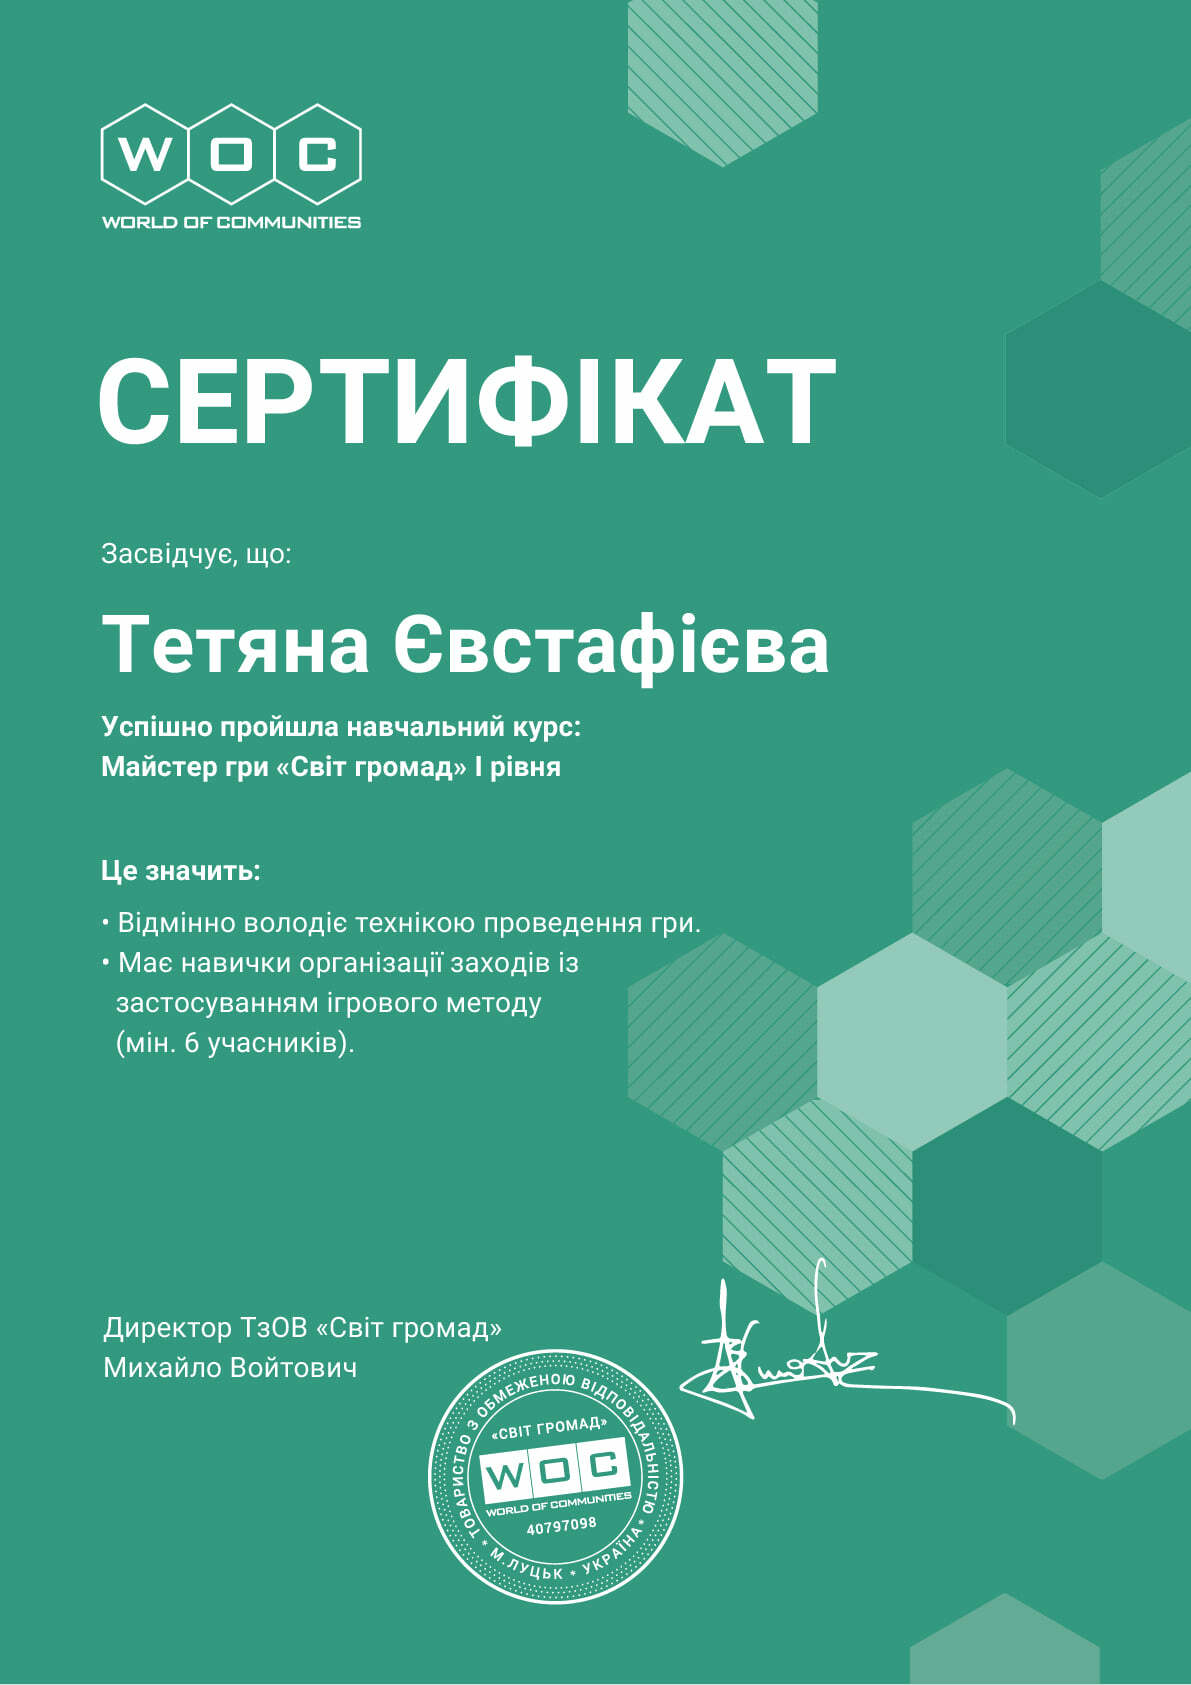 WOC
WORLD OF COMMUNITIES
СЕРТИФІКАТ
Засвідчує, що:
Тетяна Євстафієва
Успішно пройшла навчальний курс:
Майстер гри «Світ громад» I рівня
Це значить:
• Відмінно володіє технікою проведення гри.
• Має навички організації заходів із
застосуванням ігрового методу
(мін. 6 учасників).
Директор ТзОВ «Світ громад»
Михайло Войтович
ТОВАРИСТВО З ОБМЕЖЕНОЮ ВІДПОВІДАЛЬНІСТЮ
«СВІТ ГРОМАД»
WOC
WORLD OF COMMUNITIES
40797098
* М.ЛУЦЬК * УКРАЇНА *